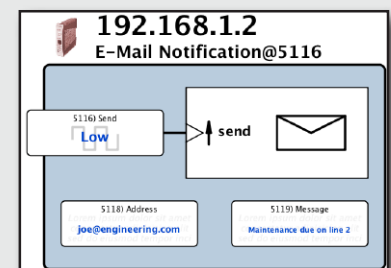 192.168.1.2
E-Mail Notification@5116
5116) Send
Low
send
5118) Address
joe@engineering.com
5119) Message
Maintenance due on line 2